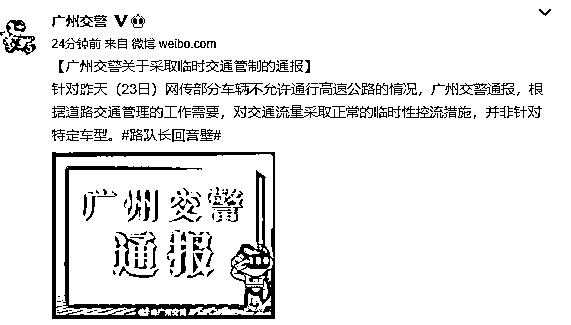 广州交警
24分钟前 来自 微博 weibo.com
【广州交警关于采取临时交通管制的通报】
针对昨天（23日）网传部分车辆不允许通行高速公路的情况，广州交警通报，根
据道路交通管理的工作需要，对交通流量采取正常的临时性控流措施，并非针对
特定车型。#路队长回音壁#
广州交警
通报
@广州交警